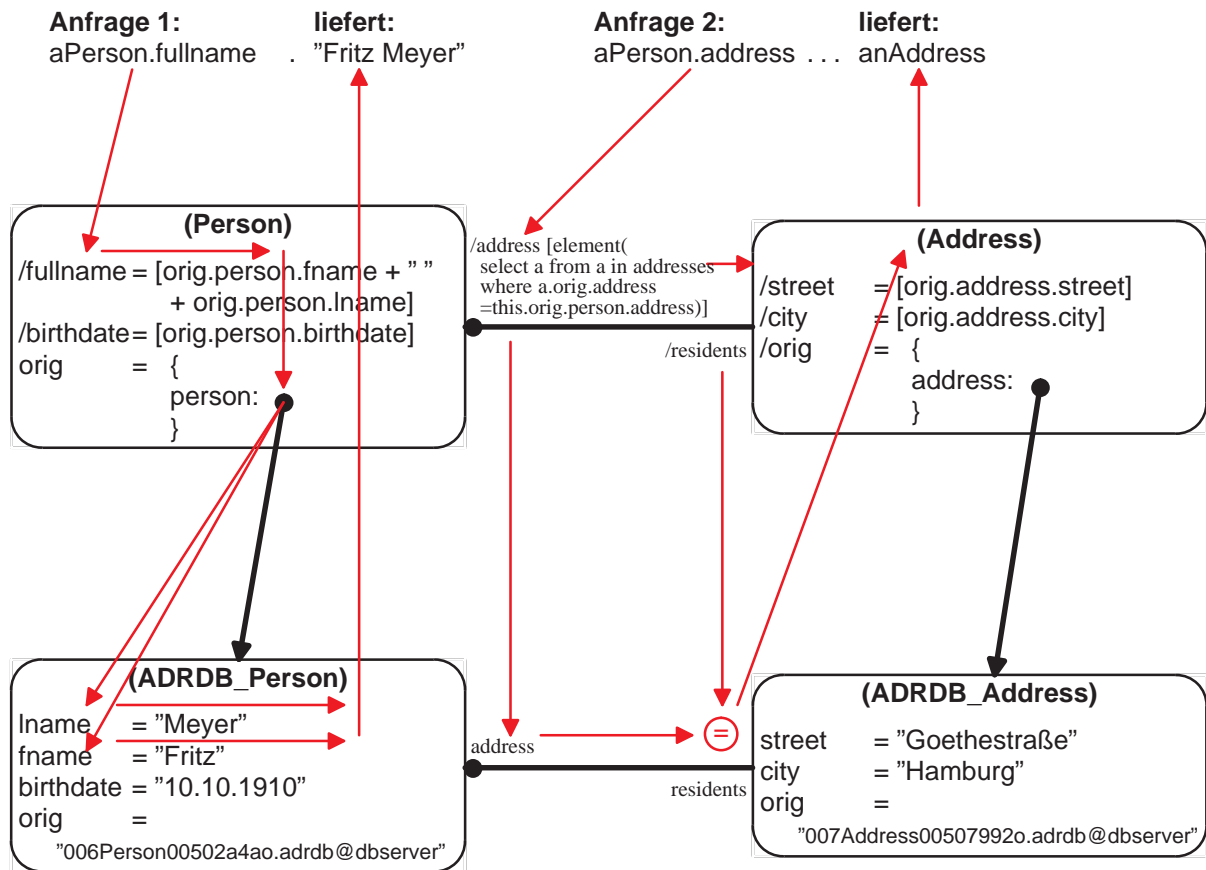 Anfrage 1: liefert:
aPerson.fullname . ”Fritz Meyer”
Anfrage 2: liefert:
aPerson.address . . . anAddress
(Person)
/fullname = [orig.person.fname + ” ”
+ orig.person.lname]
/birthdate = [orig.person.birthdate]
orig = {
person:
}
/address [element(
select a from a in addresses
where a.orig.address
=this.orig.person.address)]
/residents
(Address)
/street = [orig.address.street]
/city = [orig.address.city]
/orig = {
address:
}
(ADRDB_Person)
lname = ”Meyer”
fname = ”Fritz”
birthdate = ”10.10.1910”
orig =
”006Person00502a4ao.adrdb@dbserver”
address
=
residents
(ADRDB_Address)
street = ”Goethestraße”
city = ”Hamburg”
orig =
”007Address00507992o.adrdb@dbserver”